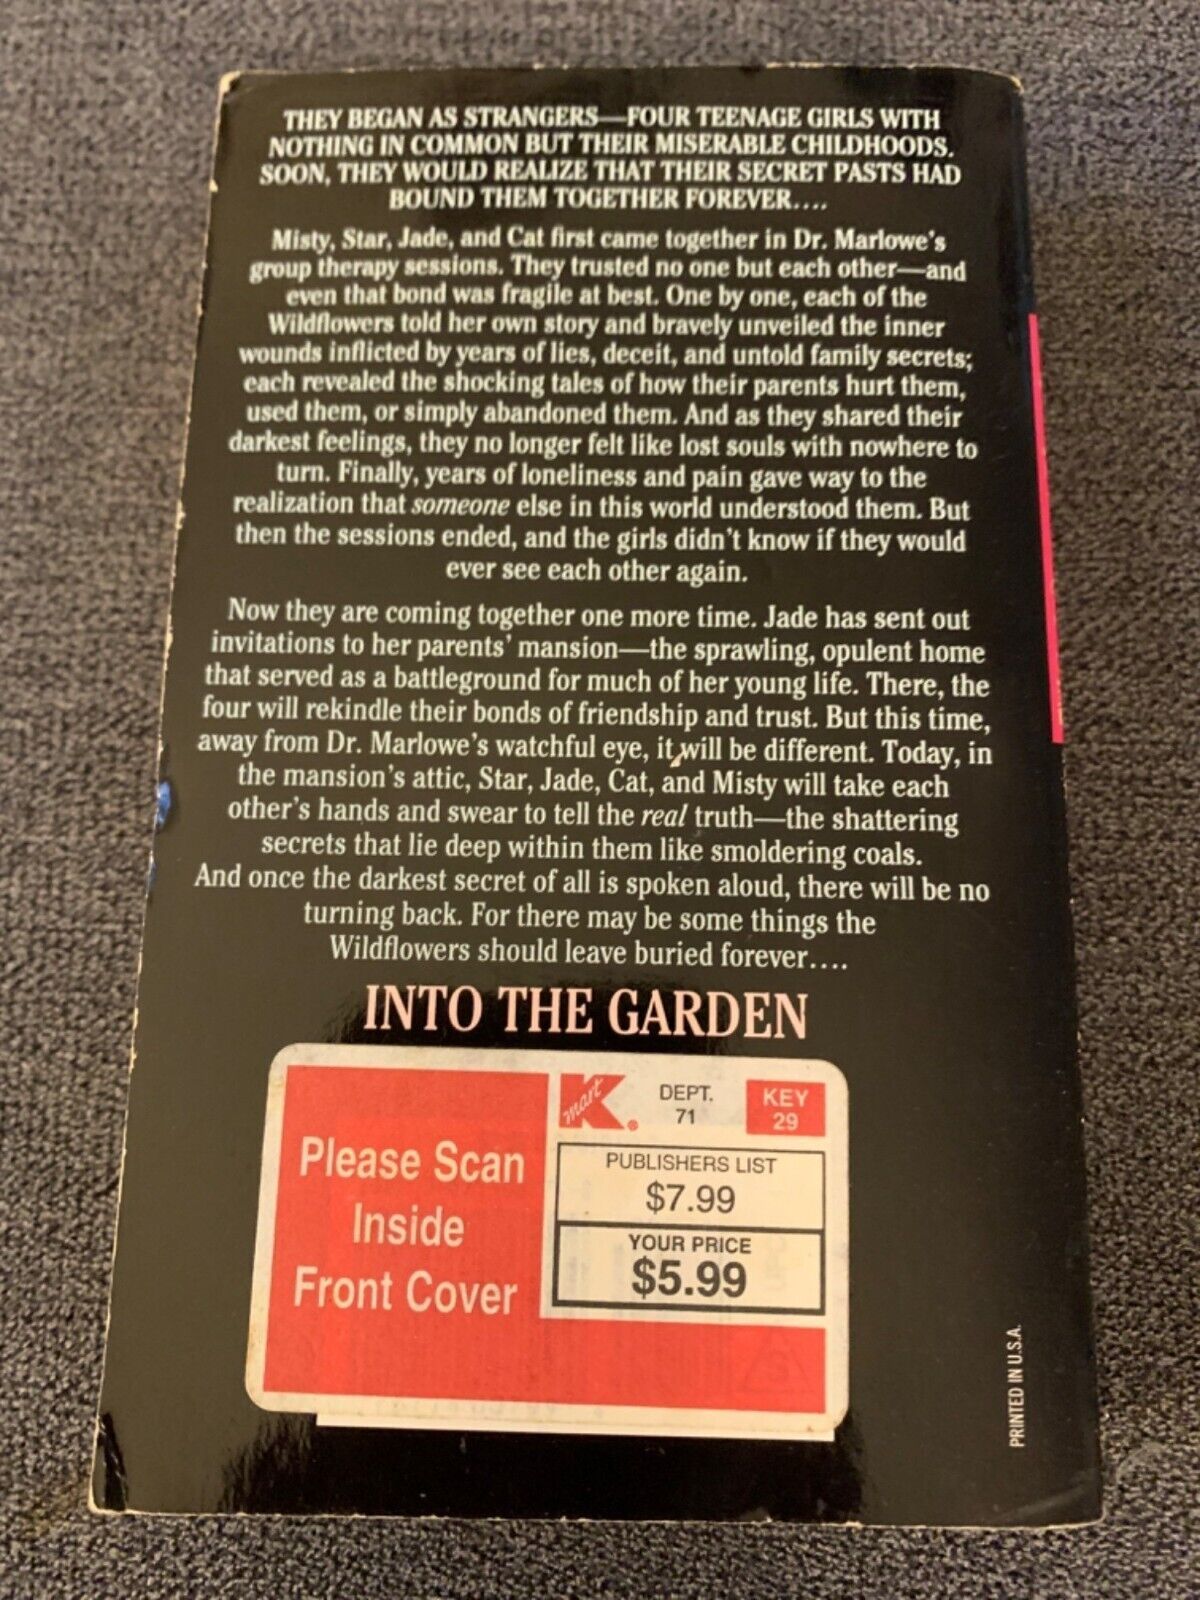 THEY BEGAN AS STRANGERS—FOUR TEENAGE GIRLS WITH
NOTHING IN COMMON BUT THEIR MISERABLE CHILDHOODS.
SOON, THEY WOULD REALIZE THAT THEIR SECRET PASTS HAD
BOUND THEM TOGETHER FOREVER....
Misty, Star, Jade, and Cat first came together in Dr. Marlowe's
group therapy sessions. They trusted no one but each other—and
even that bond was fragile at best. One by one, each of the
Wildflowers told her own story and bravely unveiled the inner
wounds inflicted by years of lies, deceit, and untold family secrets;
each revealed the shocking tales of how their parents hurt them,
used them, or simply abandoned them. And as they shared their
darkest feelings, they no longer felt like lost souls with nowhere to
turn. Finally, years of loneliness and pain gave way to the
realization that someone else in this world understood them. But
then the sessions ended, and the girls didn't know if they would
ever see each other again.
Now they are coming together one more time. Jade has sent out
invitations to her parents' mansion—the sprawling, opulent home
that served as a battleground for much of her young life. There, the
four will rekindle their bonds of friendship and trust. But this time,
away from Dr. Marlowe's watchful eye, it will be different. Today, in
the mansion's attic, Star, Jade, Cat, and Misty will take each
other's hands and swear to tell the real truth—the shattering
secrets that lie deep within them like smoldering coals.
And once the darkest secret of all is spoken aloud, there will be no
turning back. For there may be some things the
Wildflowers should leave buried forever....
INTO THE GARDEN
Please Scan
Inside
Front Cover
Kmart®
DEPT.
71
KEY
29
PUBLISHERS LIST
$7.99
YOUR PRICE
$5.99
PRINTED IN U.S.A.